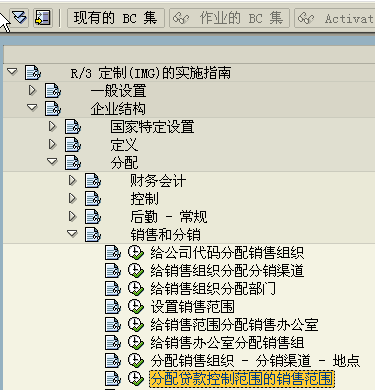 现有的 BC 集 作业的 BC 集 Activat
R/3 定制(IMG)的实施指南
一般设置
企业结构
国家特定设置
定义
分配
财务会计
控制
后勤 - 常规
销售和分销
给公司代码分配销售组织
给销售组织分配分销渠道
给销售组织分配部门
设置销售范围
给销售范围分配销售办公室
给销售办公室分配销售组
分配销售组织 - 分销渠道 - 地点
分配贷款控制范围的销售范围